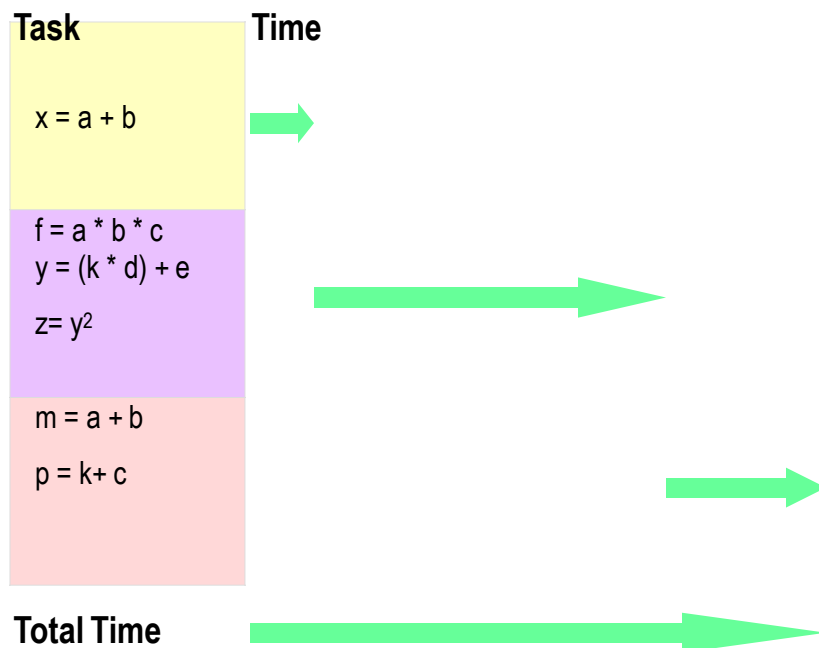 Task Time
x = a + b
f = a * b * c
y = (k * d) + e
z= y²
m = a + b
p = k+ c
Total Time